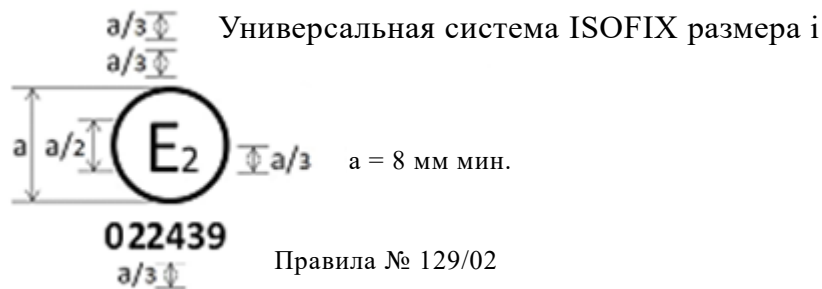 a/3 Универсальная система ISOFIX размера i
a/3
a a/2 E2 a/3 a = 8 мм мин.
022439
a/3 Правила № 129/02